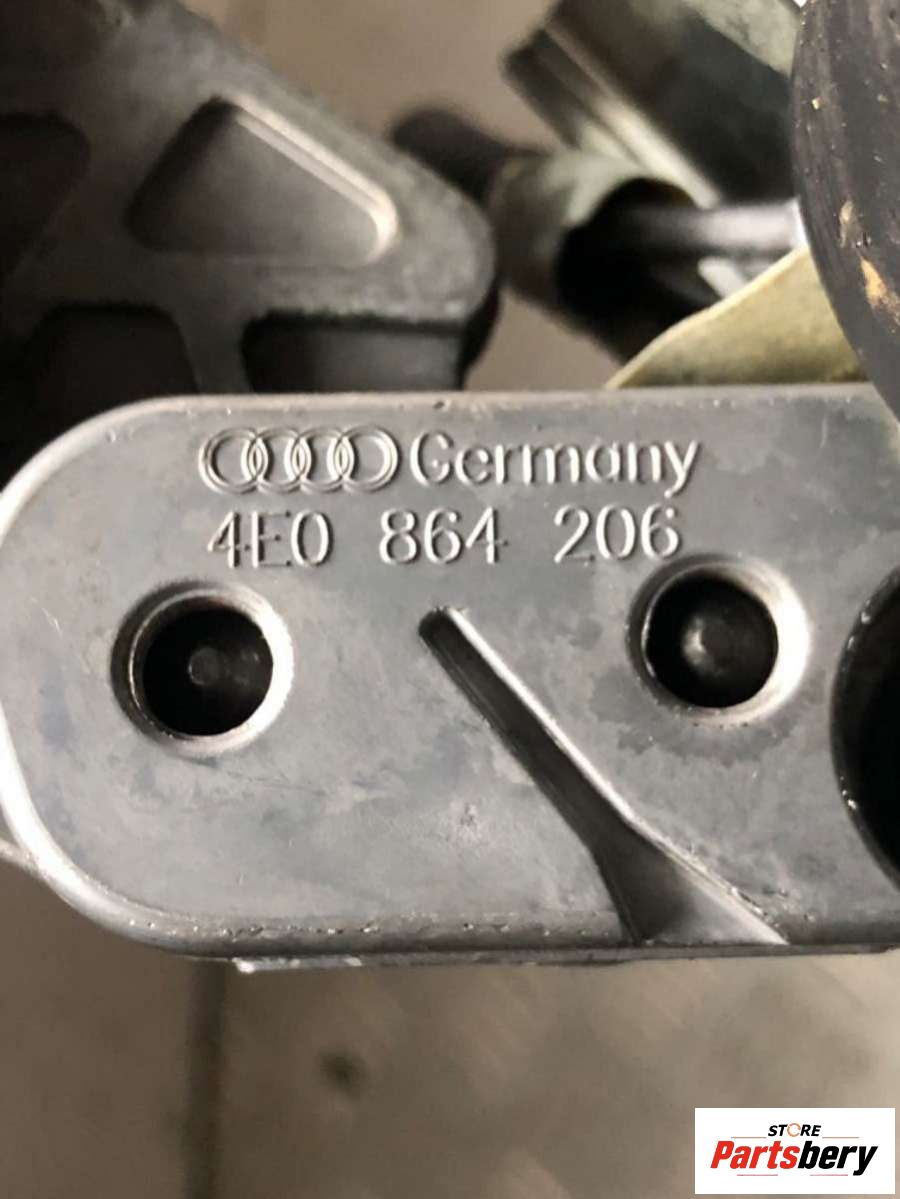 Germany
4E0 864 206
STORE
Partsbery